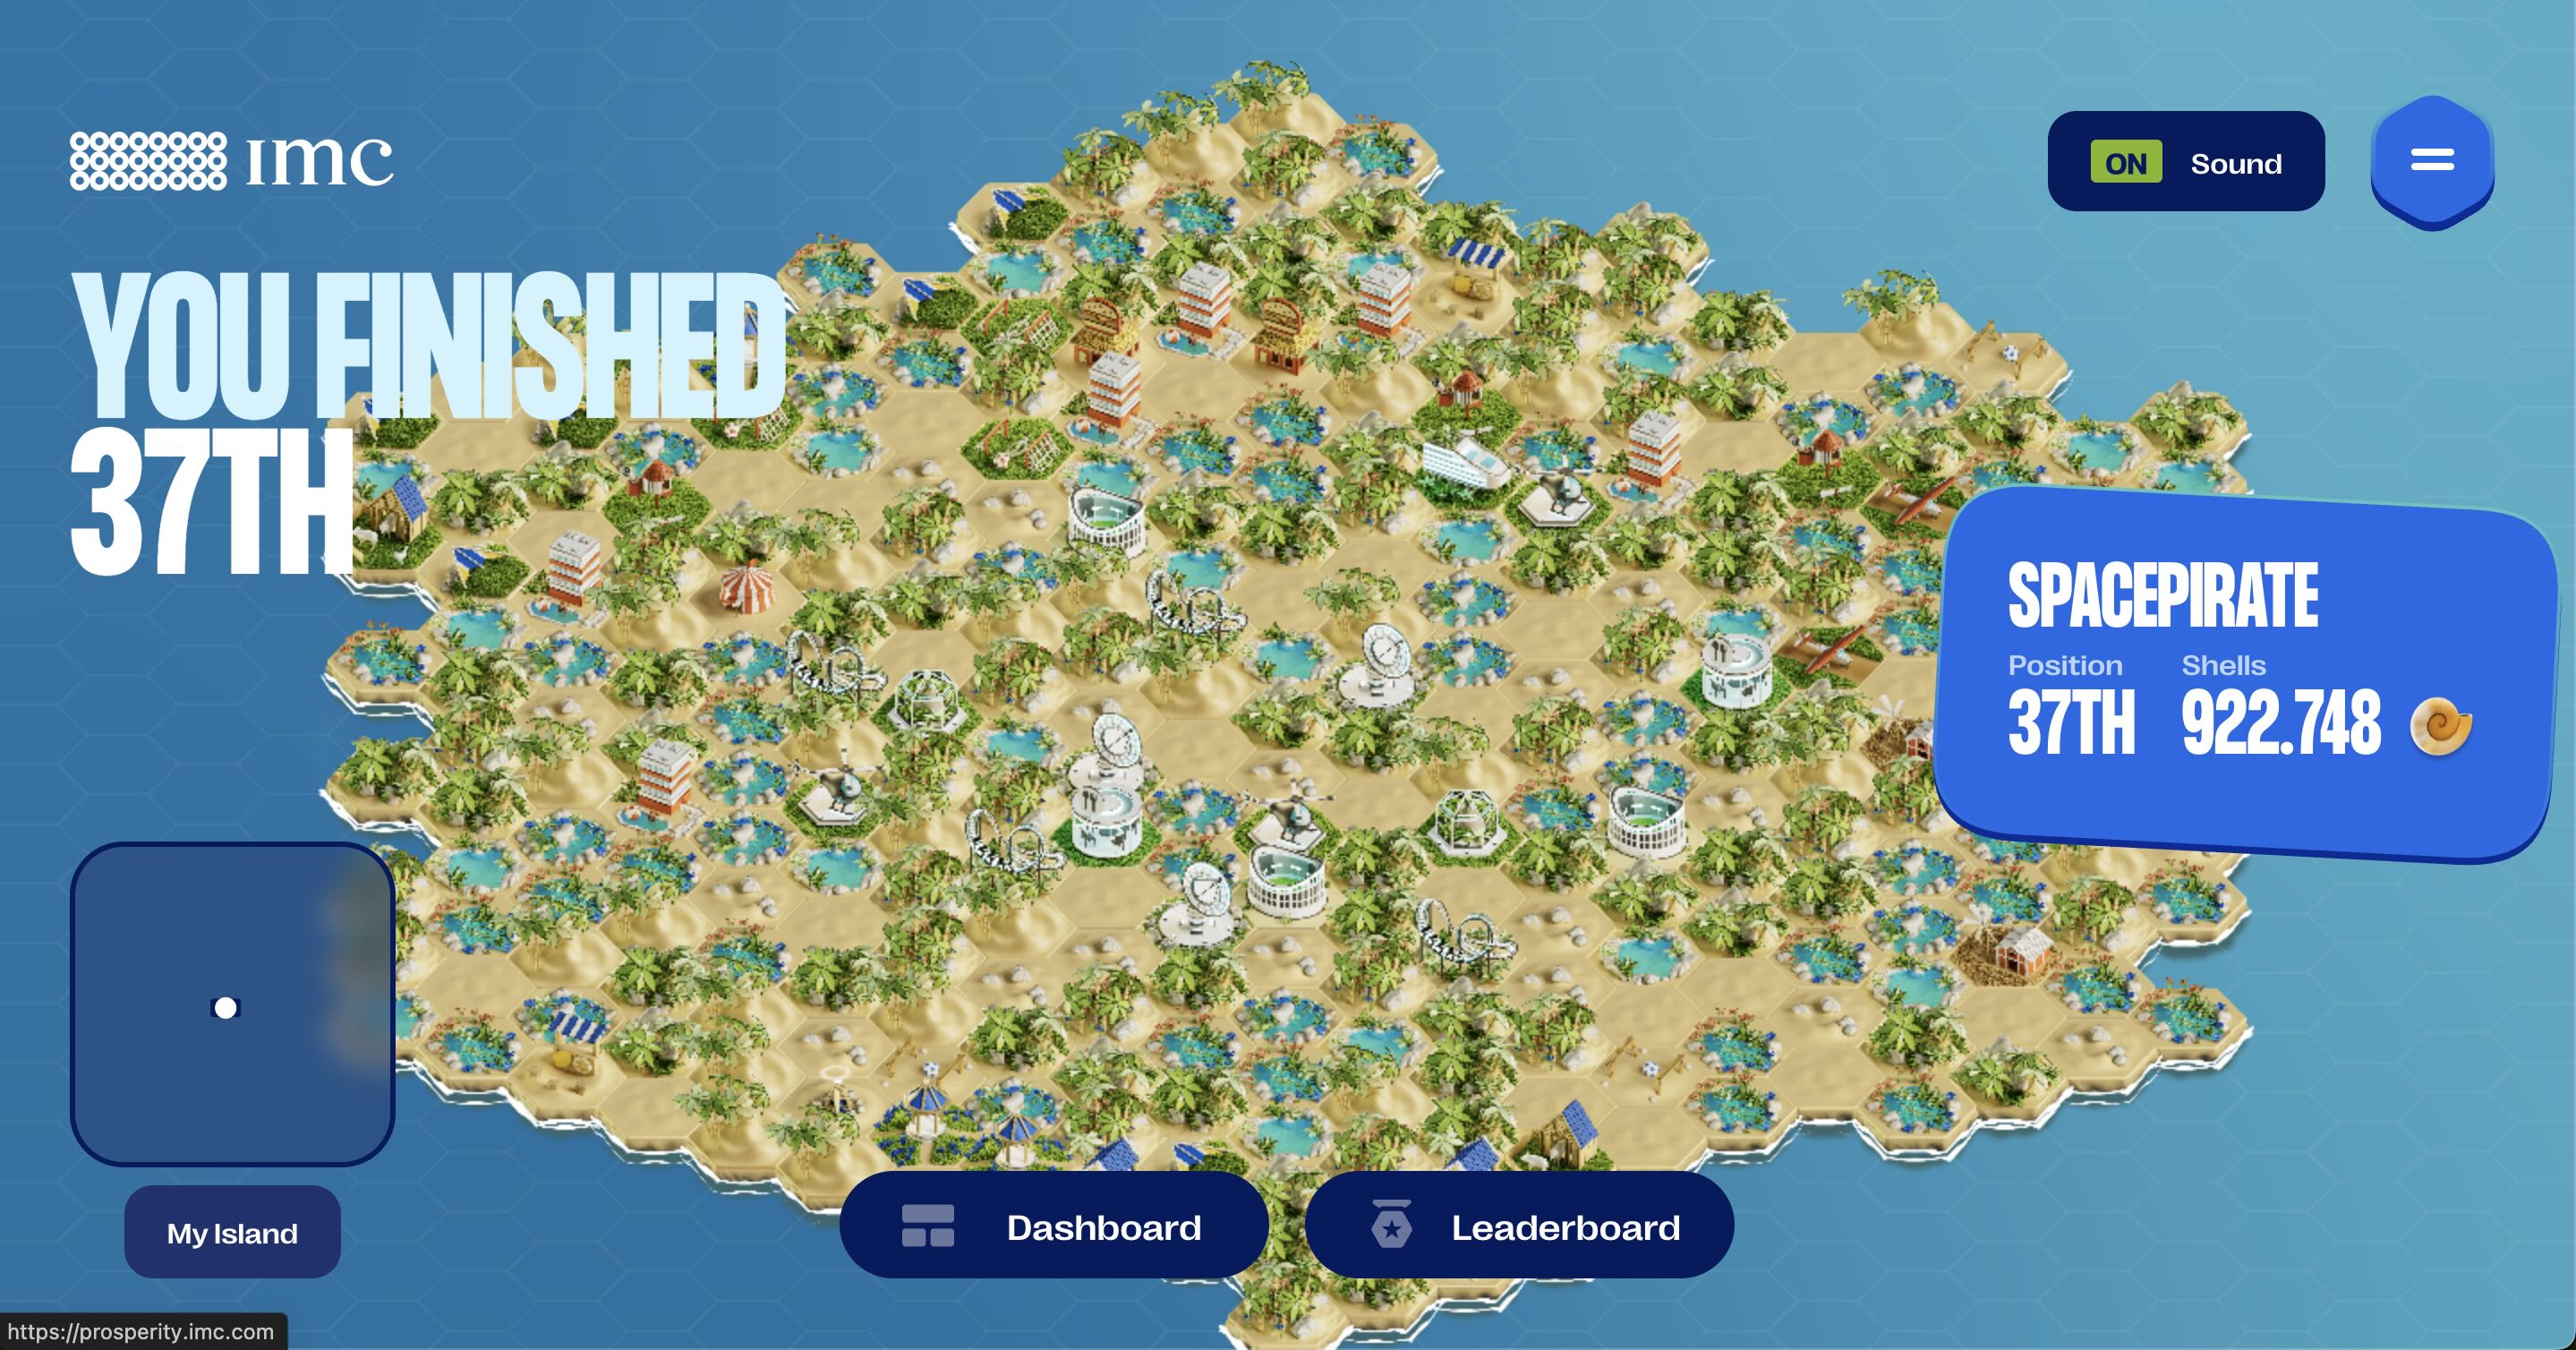 imc
ON Sound
YOU FINISHED
37TH
SPACEPIRATE
Position Shells
37TH 922.748
My Island
Dashboard
Leaderboard
https://prosperity.imc.com